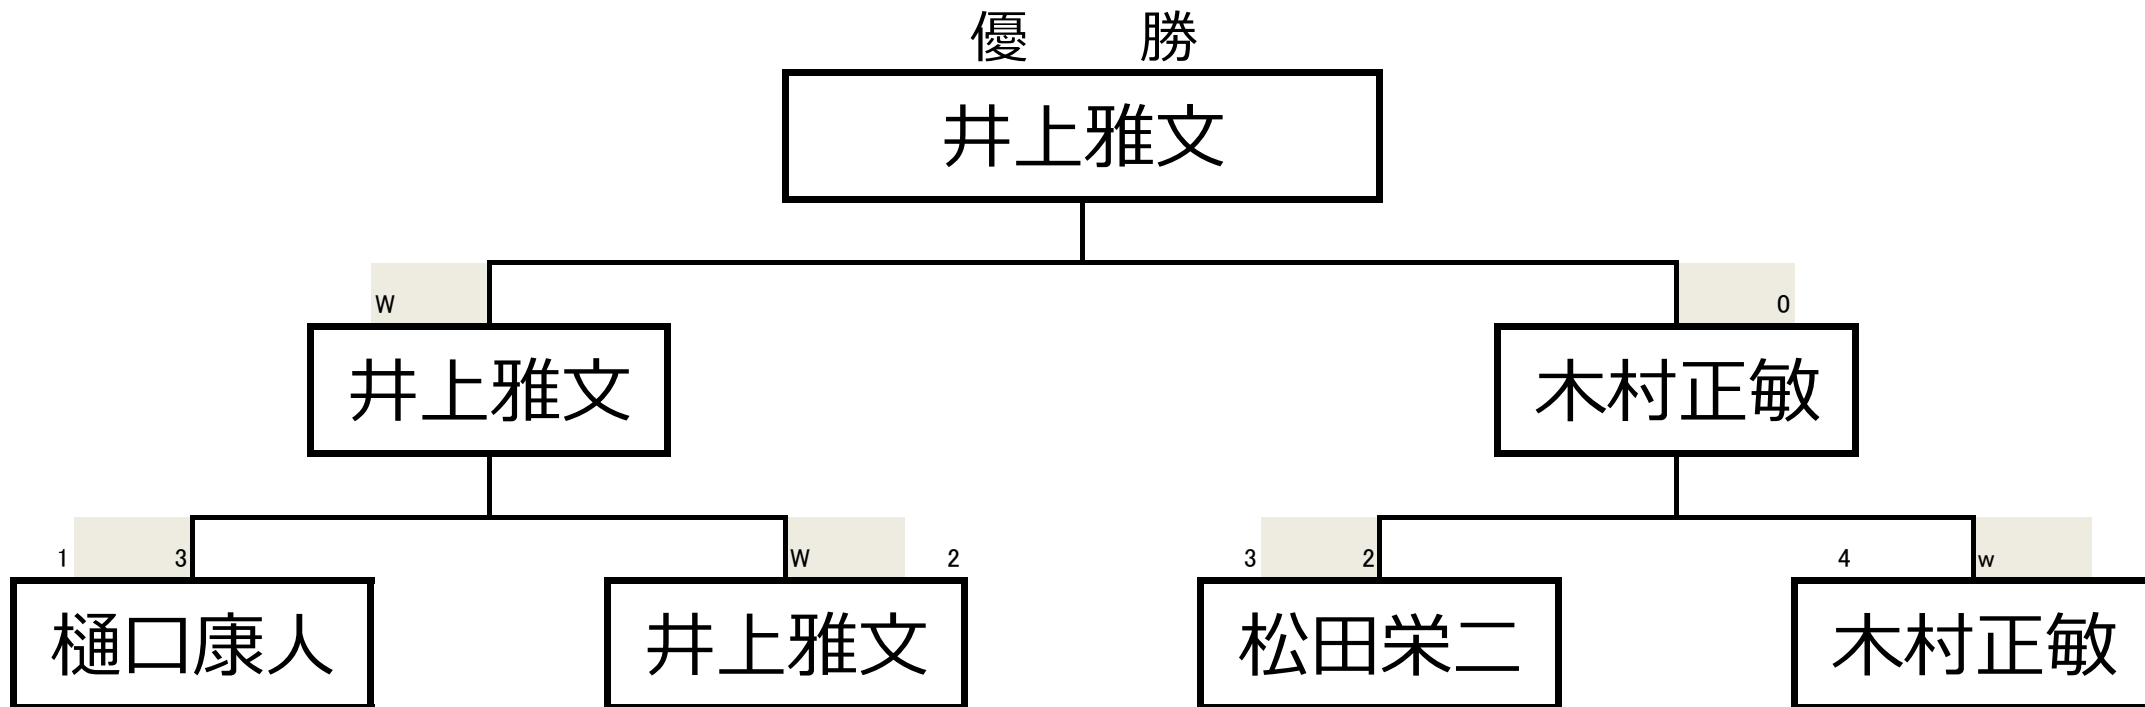 優 勝
井上雅文
W 0
井上雅文 木村正敏
1 3 W 2 3 2 4 w
樋口康人 井上雅文 松田栄二 木村正敏